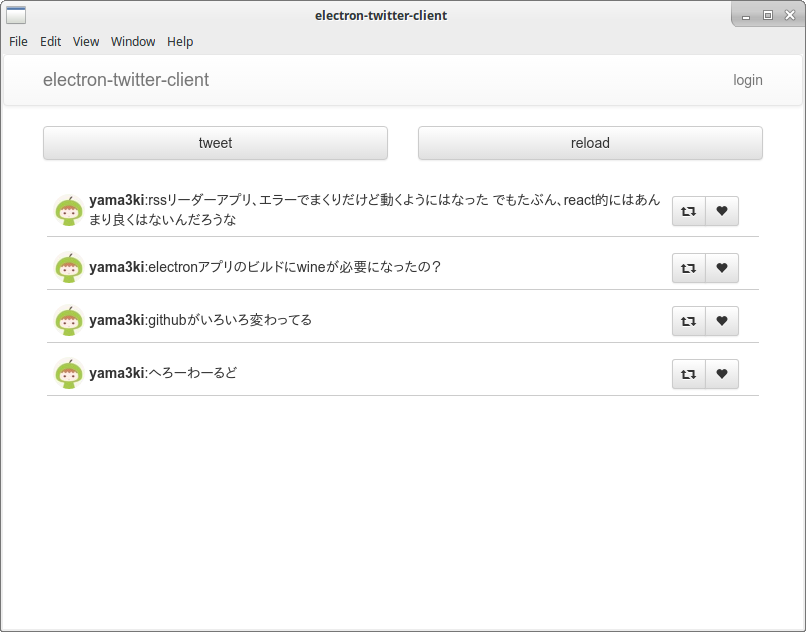 electron-twitter-client
File Edit View Window Help
electron-twitter-client login
tweet reload
yama3ki:rssリーダーアプリ、エラーでまくりだけど動くようにはなった でもたぶん、react的にはあん
まり良くはないんだろうな
yama3ki:electronアプリのビルドにwineが必要になったの？
yama3ki:githubがいろいろ変わってる
yama3ki:へろーわーるど